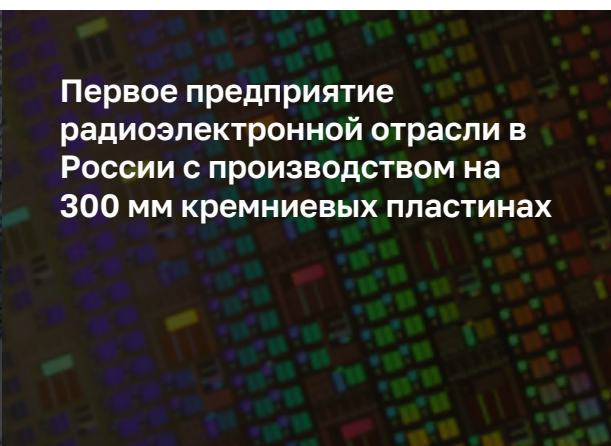 Первое предприятие
радиоэлектронной отрасли в
России с производством на
300 мм кремниевых пластинах